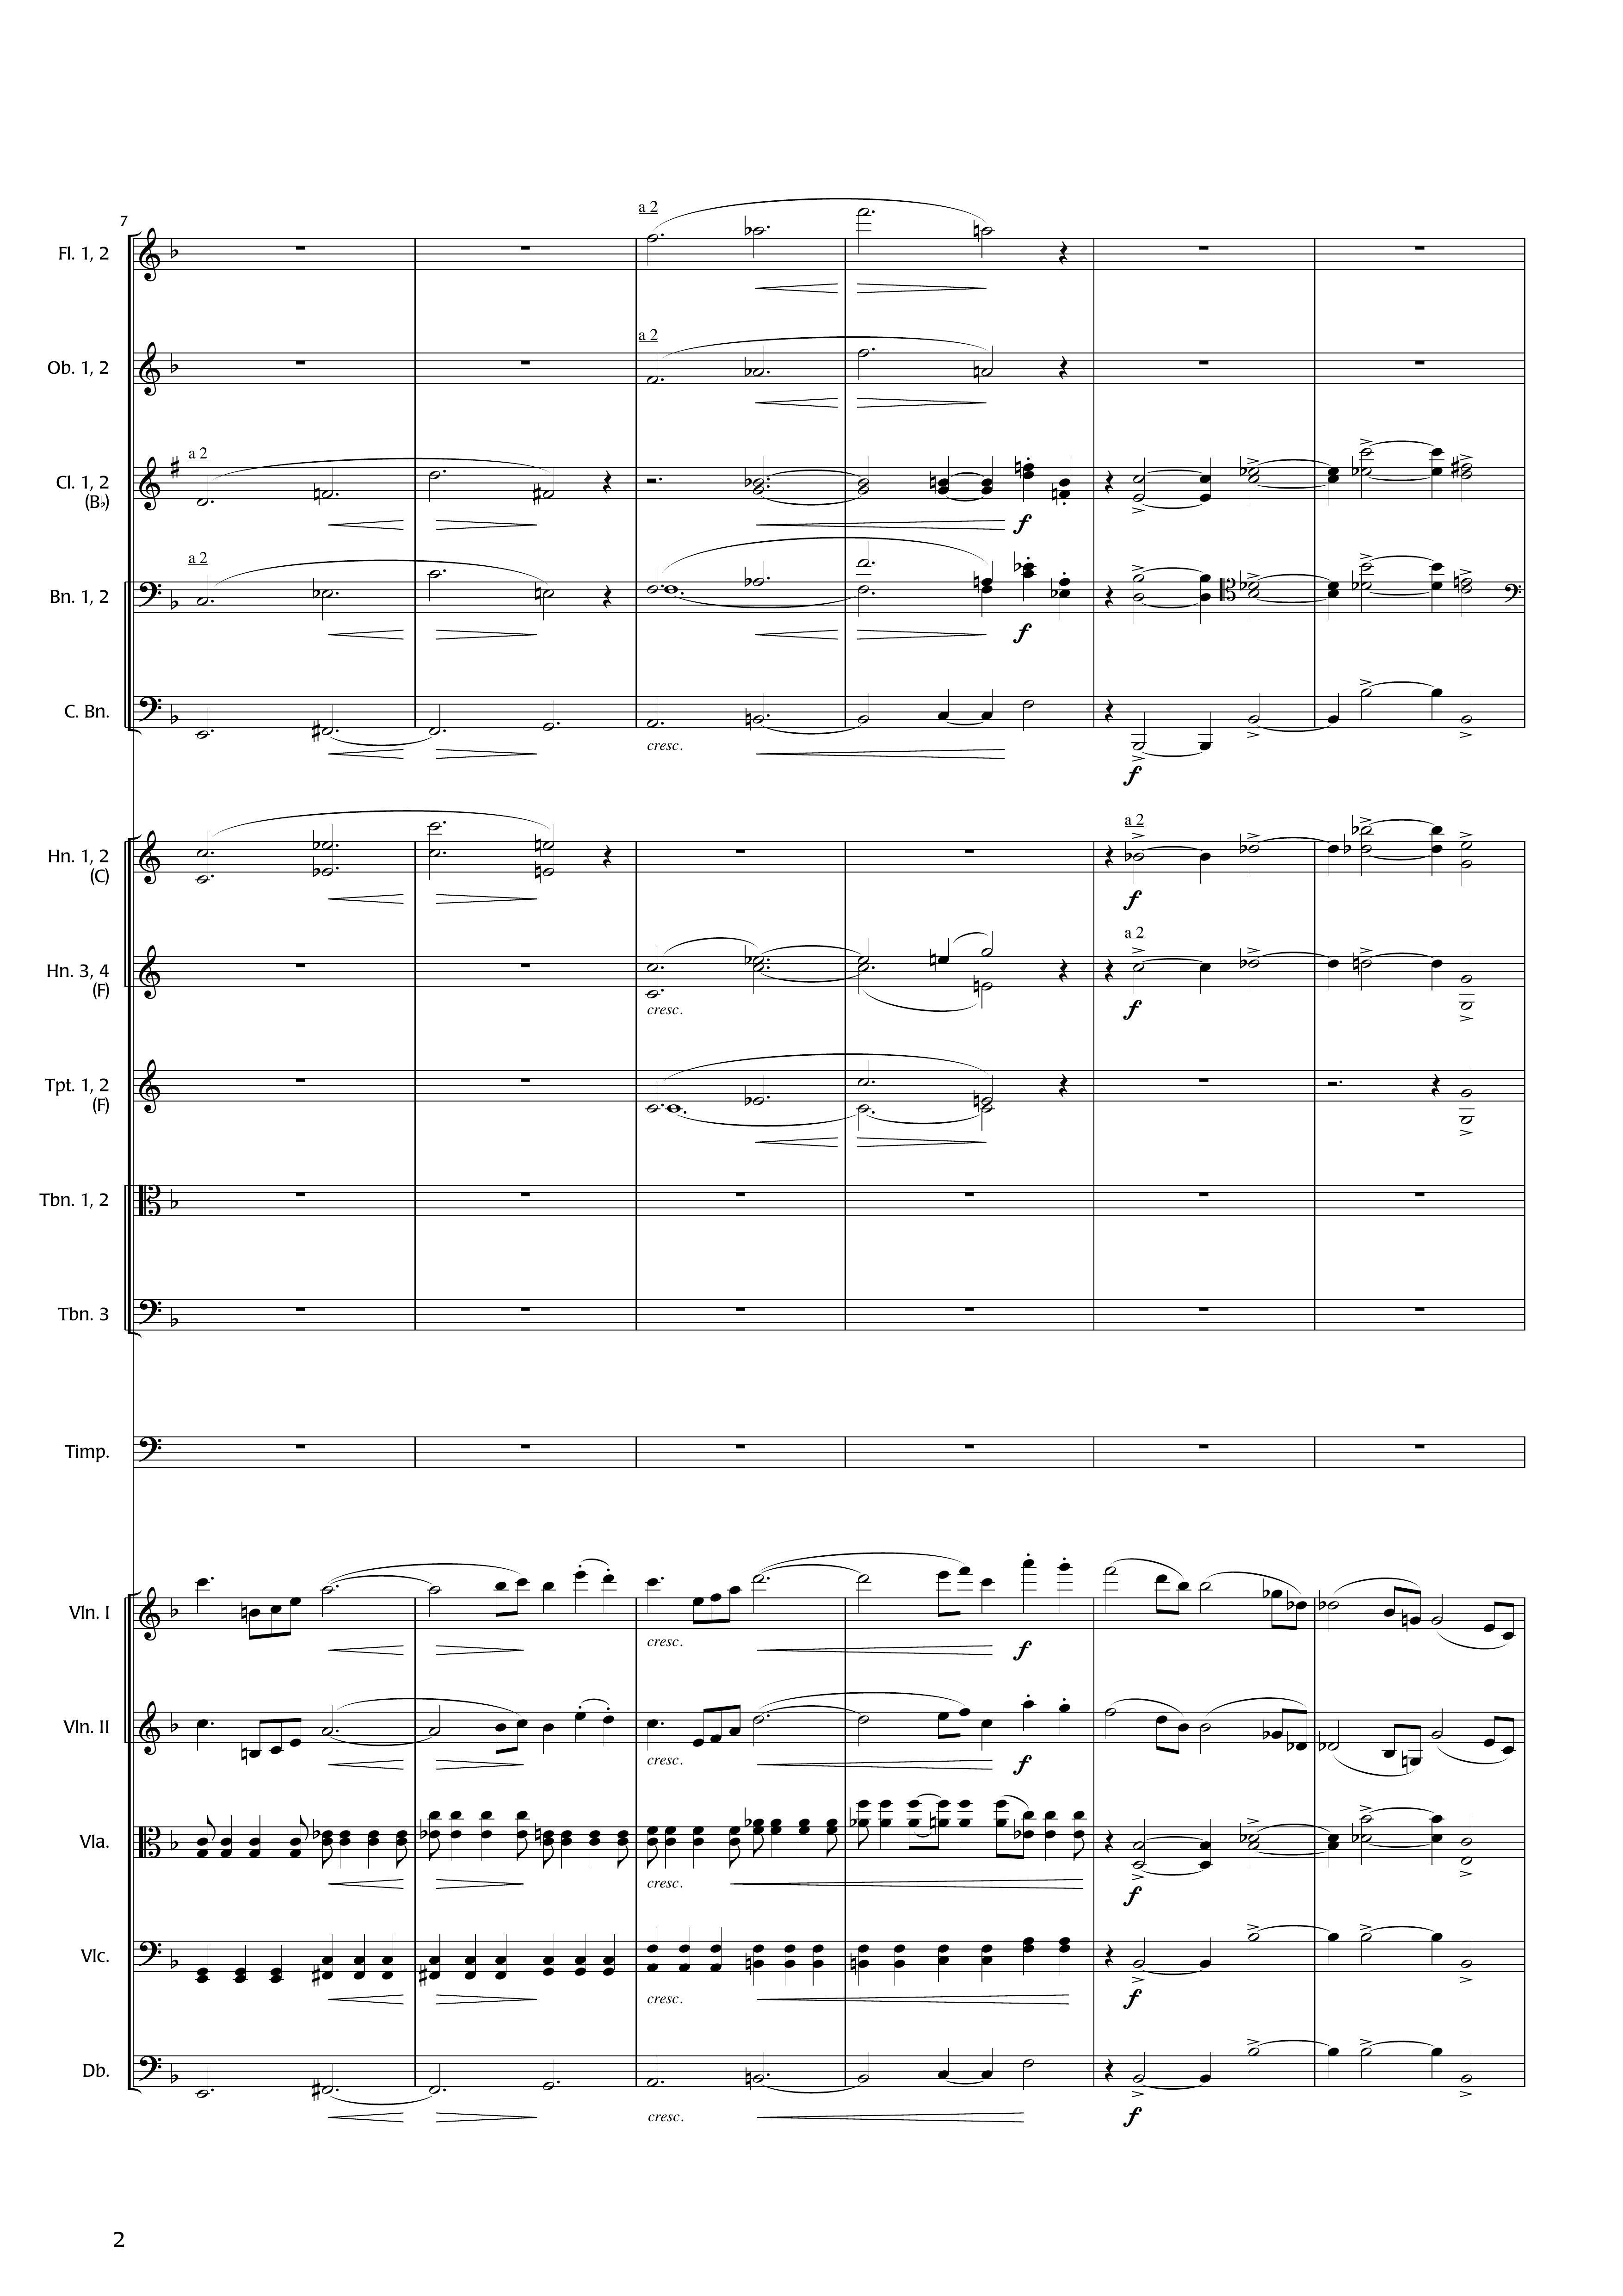 7
a 2
Fl. 1, 2
a 2
Ob. 1, 2
a 2
Cl. 1, 2
(B♭)
f
a 2
Bn. 1, 2
f
C. Bn.
cresc.
f
a 2
Hn. 1, 2
(C)
f
a 2
Hn. 3, 4
(F)
cresc.
f
Tpt. 1, 2
(F)
Tbn. 1, 2
Tbn. 3
Timp.
Vln. I
cresc.
f
Vln. II
cresc.
f
Vla.
cresc.
f
Vlc.
cresc.
f
Db.
cresc.
f
2